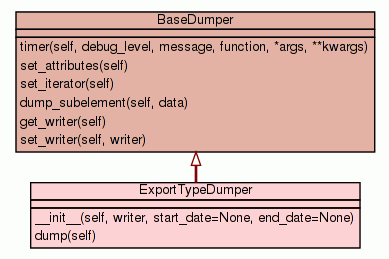 BaseDumper
timer(self, debug_level, message, function, *args, **kwargs)
set_attributes(self)
set_iterator(self)
dump_subelement(self, data)
get_writer(self)
set_writer(self, writer)
ExportTypeDumper
__init__(self, writer, start_date=None, end_date=None)
dump(self)